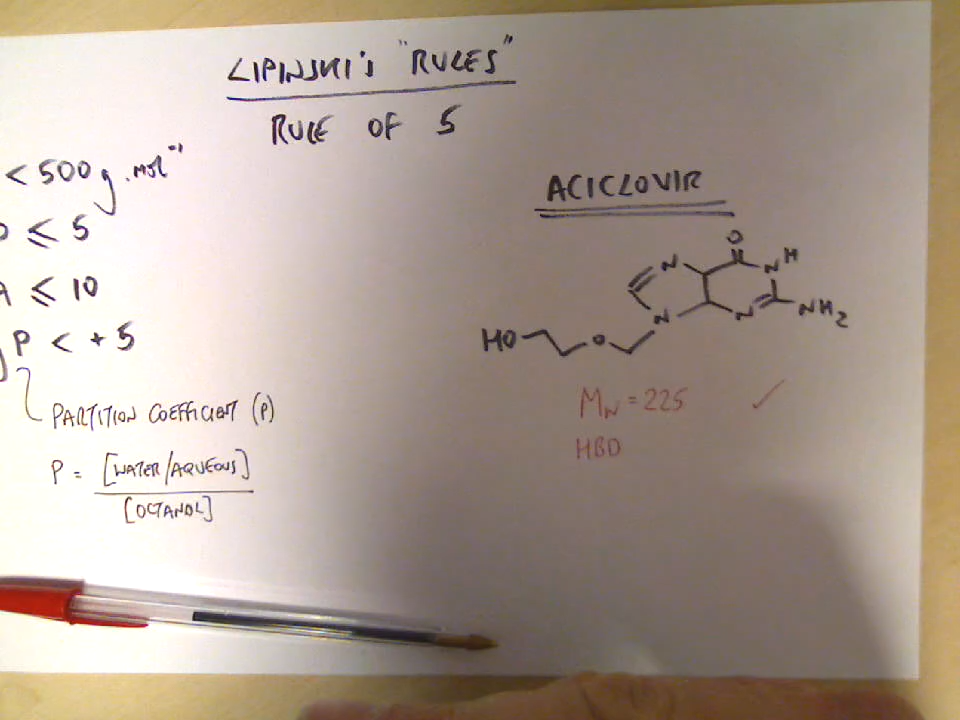 LIPINSKI'S "RULES"
RULE OF 5
< 500 g.mol⁻¹
D ≤ 5
A ≤ 10
g P < + 5
PARTITION COEFFICIENT (P)
P = [WATER/AQUEOUS]
[OCTANOL]
ACICLOVIR
O
N N H
N N NH2
HO O
MW = 225 ✓
HBD